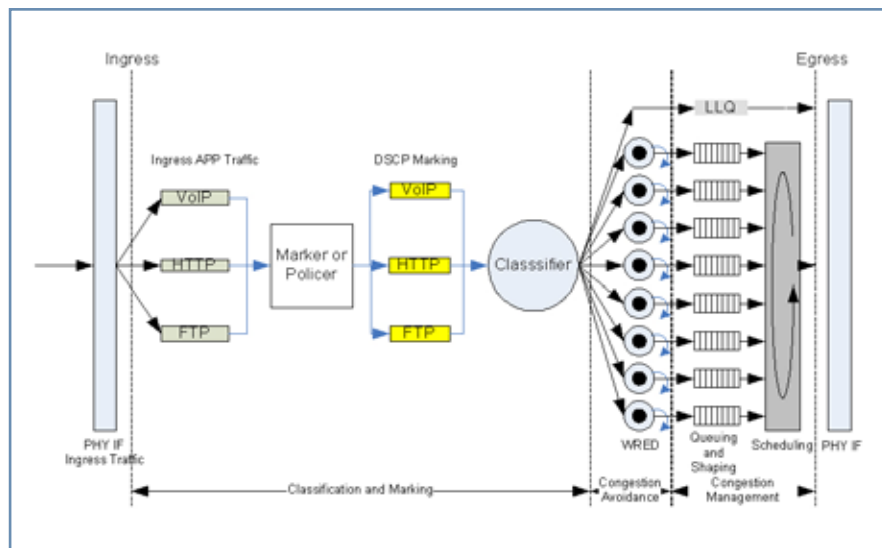 Ingress
Egress
LLQ
Ingress APP Traffic
DSCP Marking
VoIP
VoIP
Marker or
Policer
HTTP
HTTP
Classsifier
FTP
FTP
PHY IF
Ingress Traffic
WRED
Queuing
and
Shaping
Scheduling
PHY IF
Classification and Marking
Congestion
Avoidance
Congestion
Management